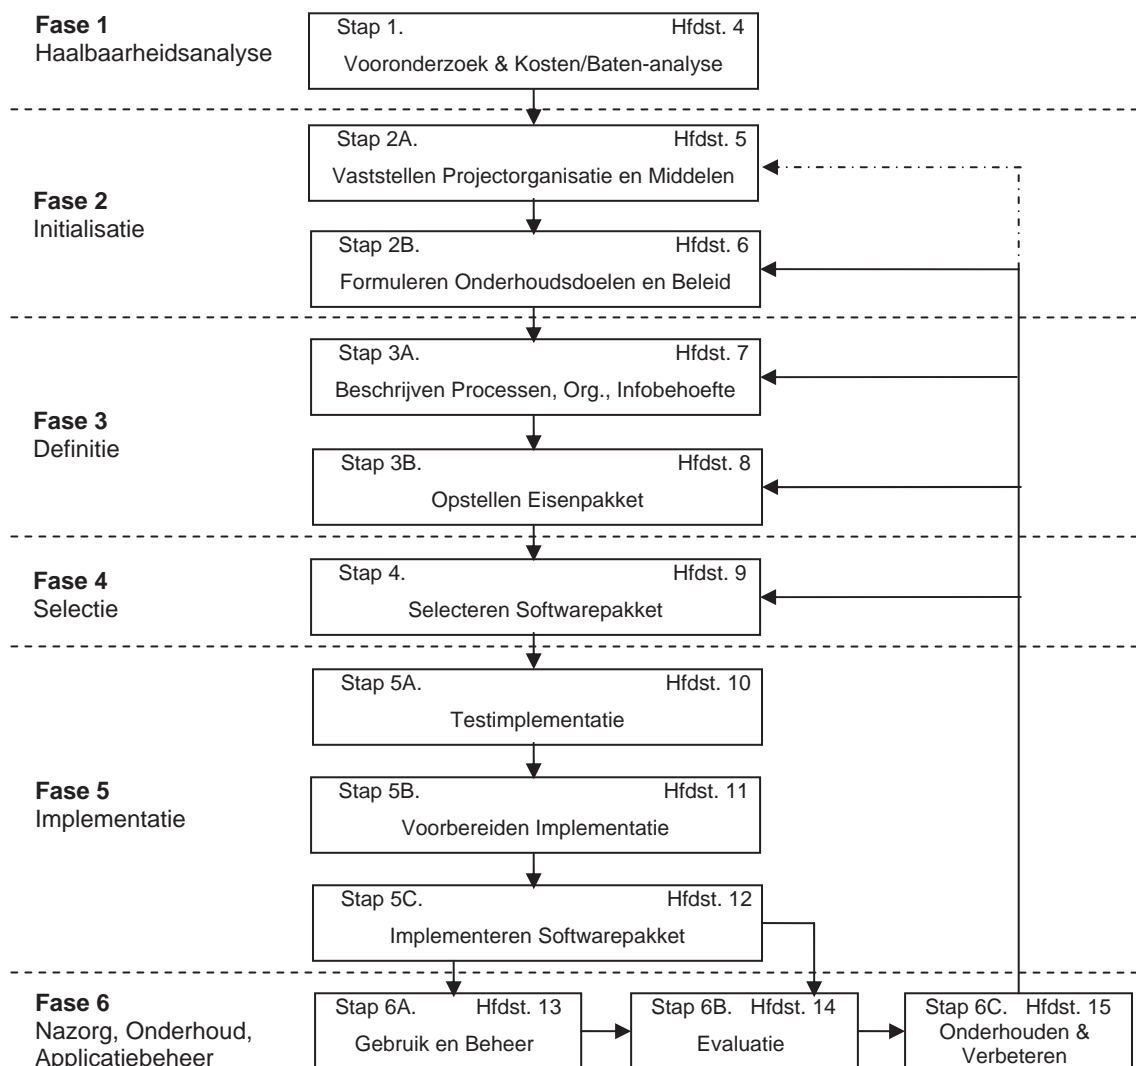 Fase 1
Haalbaarheidsanalyse
Stap 1. Hfdst. 4
Vooronderzoek & Kosten/Baten-analyse
Fase 2
Initialisatie
Stap 2A. Hfdst. 5
Vaststellen Projectorganisatie en Middelen
Stap 2B. Hfdst. 6
Formuleren Onderhoudsdoelen en Beleid
Fase 3
Definitie
Stap 3A. Hfdst. 7
Beschrijven Processen, Org., Infobehoefte
Stap 3B. Hfdst. 8
Opstellen Eisenpakket
Fase 4
Selectie
Stap 4. Hfdst. 9
Selecteren Softwarepakket
Fase 5
Implementatie
Stap 5A. Hfdst. 10
Testimplementatie
Stap 5B. Hfdst. 11
Voorbereiden Implementatie
Stap 5C. Hfdst. 12
Implementeren Softwarepakket
Fase 6
Nazorg, Onderhoud,
Applicatiebeheer
Stap 6A. Hfdst. 13
Gebruik en Beheer
Stap 6B. Hfdst. 14
Evaluatie
Stap 6C. Hfdst. 15
Onderhouden &
Verbeteren